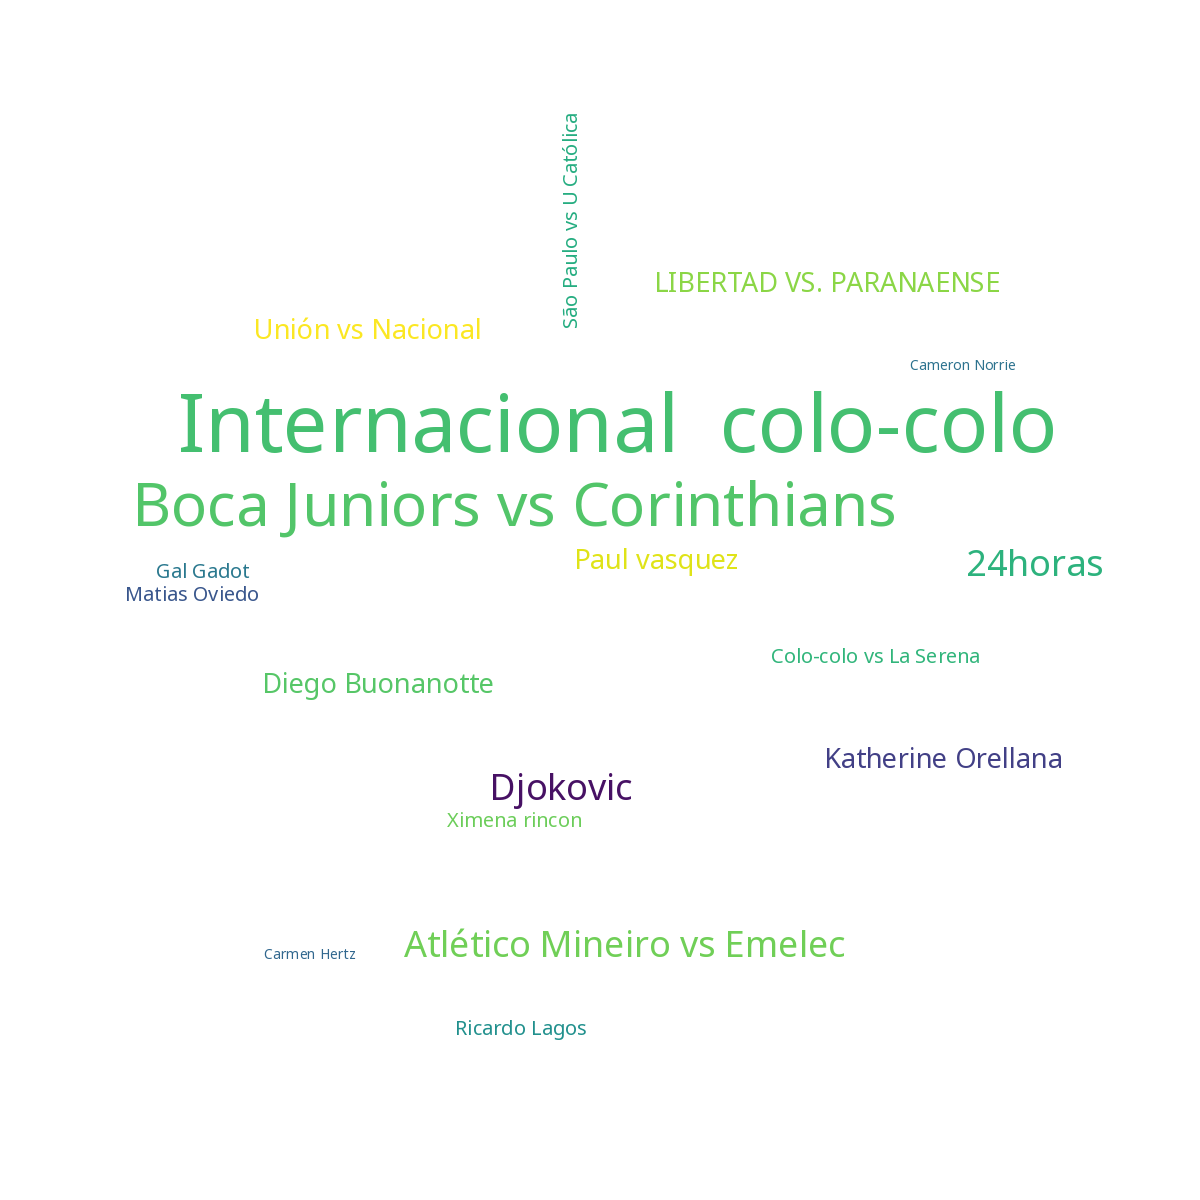 São Paulo vs U Católica
LIBERTAD VS. PARANAENSE
Unión vs Nacional
Cameron Norrie
Internacional  colo-colo
Boca Juniors vs Corinthians
Paul vasquez
24horas
Gal Gadot
Matias Oviedo
Colo-colo vs La Serena
Diego Buonanotte
Katherine Orellana
Djokovic
Ximena rincon
Atlético Mineiro vs Emelec
Carmen Hertz
Ricardo Lagos